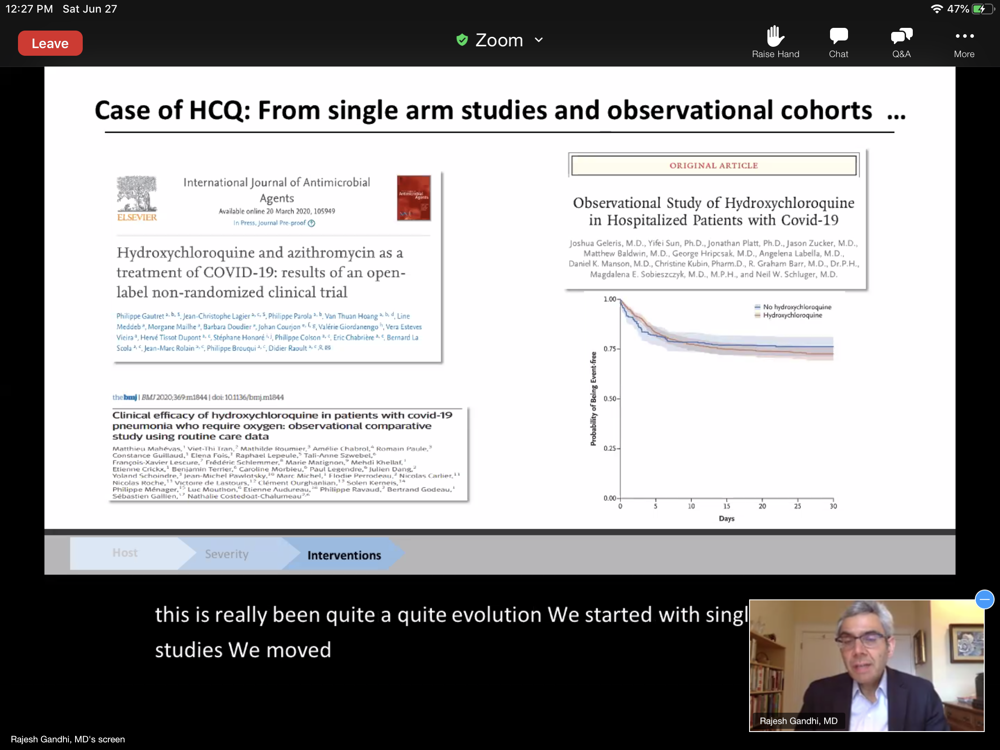 12:27 PM Sat Jun 27
47%
Leave
Zoom
Raise Hand
Chat
Q&A
More
Case of HCQ: From single arm studies and observational cohorts ...
ELSEVIER
International Journal of Antimicrobial
Agents
Available online 20 March 2020, 105949
In Press, Journal Pre-proof
Antimicrobial
Agents
Hydroxychloroquine and azithromycin as a
treatment of COVID-19: results of an open-
label non-randomized clinical trial
Philippe Gautret a, b, $, Jean-Christophe Lagier a, c, $, Philippe Parola a, b, Van Thuan Hoang a, b, d, Line
Meddeb a, Morgane Mailhe a, Barbara Doudier a, Johan Courjon e, f, g, Valérie Giordanengo h, Vera Esteves
Vieira a, Hervé Tissot Dupont a, c, Stéphane Honoré i, j, Philippe Colson a, c, Eric Chabrière a, c, Bernard La
Scola a, c, Jean-Marc Rolain a, c, Philippe Brouqui a, c, Didier Raoult a, c
thebmj | BMJ 2020;369:m1844 | doi: 10.1136/bmj.m1844
Clinical efficacy of hydroxychloroquine in patients with covid-19
pneumonia who require oxygen: observational comparative
study using routine care data
Matthieu Mahévas,1 Viet-Thi Tran,2 Mathilde Roumier,3 Amélie Chabrol,4 Romain Paule,3
Constance Guillaud,1 Elena Fois,1 Raphael Lepeule,5 Tali-Anne Szwebel,6
François-Xavier Lescure,7 Frédéric Schlemmer,8 Marie Matignon,9 Mehdi Khellaf,1
Etienne Crickx,1 Benjamin Terrier,6 Caroline Morbieu,6 Paul Legendre,6 Julien Dang,2
Yoland Schoindre,3 Jean-Michel Pawlotsky,10 Marc Michel,1 Elodie Perrodeau,2 Nicolas Carlier,11
Nicolas Roche,11 Victoire de Lastours,12 Clément Ourghanlian,13 Solen Kerneis,14
Philippe Ménager,15 Luc Mouthon,6 Etienne Audureau,16 Philippe Ravaud,2 Bertrand Godeau,1
Sébastien Gallien,17 Nathalie Costedoat-Chalumeau2,6
ORIGINAL ARTICLE
Observational Study of Hydroxychloroquine
in Hospitalized Patients with Covid-19
Joshua Geleris, M.D., Yifei Sun, Ph.D., Jonathan Platt, Ph.D., Jason Zucker, M.D.,
Matthew Baldwin, M.D., George Hripcsak, M.D., Angelena Labella, M.D.,
Daniel K. Manson, M.D., Christine Kubin, Pharm.D., R. Graham Barr, M.D., Dr.P.H.,
Magdalena E. Sobieszczyk, M.D., M.P.H., and Neil W. Schluger, M.D.
No hydroxychloroquine
Hydroxychloroquine
Probability of Being Event-free
1.00
0.75
0.50
0.25
0.00
0 5 10 15 20 25 30
Days
Host
Severity
Interventions
this is really been quite a quite evolution We started with singl
studies We moved
Rajesh Gandhi, MD
Rajesh Gandhi, MD's screen